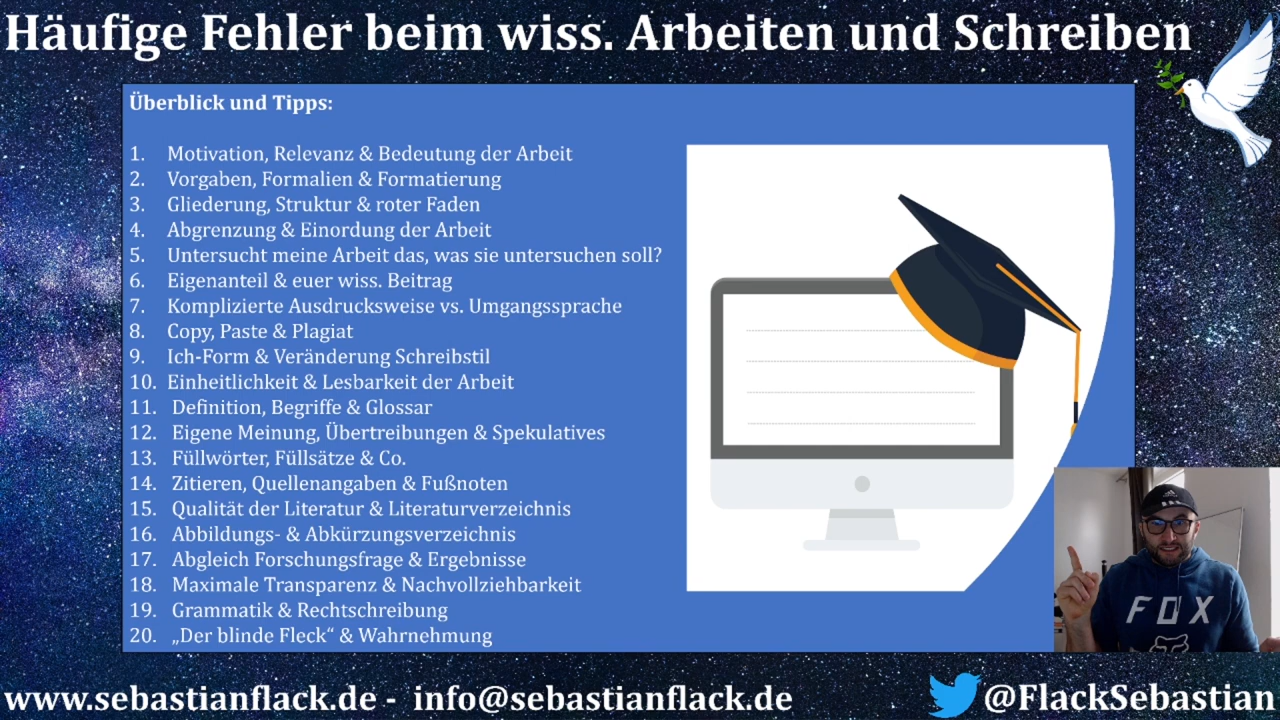 Häufige Fehler beim wiss. Arbeiten und Schreiben
Überblick und Tipps:
1. Motivation, Relevanz & Bedeutung der Arbeit
2. Vorgaben, Formalien & Formatierung
3. Gliederung, Struktur & roter Faden
4. Abgrenzung & Einordung der Arbeit
5. Untersucht meine Arbeit das, was sie untersuchen soll?
6. Eigenanteil & euer wiss. Beitrag
7. Komplizierte Ausdrucksweise vs. Umgangssprache
8. Copy, Paste & Plagiat
9. Ich-Form & Veränderung Schreibstil
10. Einheitlichkeit & Lesbarkeit der Arbeit
11. Definition, Begriffe & Glossar
12. Eigene Meinung, Übertreibungen & Spekulatives
13. Füllwörter, Füllsätze & Co.
14. Zitieren, Quellenangaben & Fußnoten
15. Qualität der Literatur & Literaturverzeichnis
16. Abbildungs- & Abkürzungsverzeichnis
17. Abgleich Forschungsfrage & Ergebnisse
18. Maximale Transparenz & Nachvollziehbarkeit
19. Grammatik & Rechtschreibung
20. „Der blinde Fleck“ & Wahrnehmung
FOX
www.sebastianflack.de - info@sebastianflack.de
@FlackSebastian